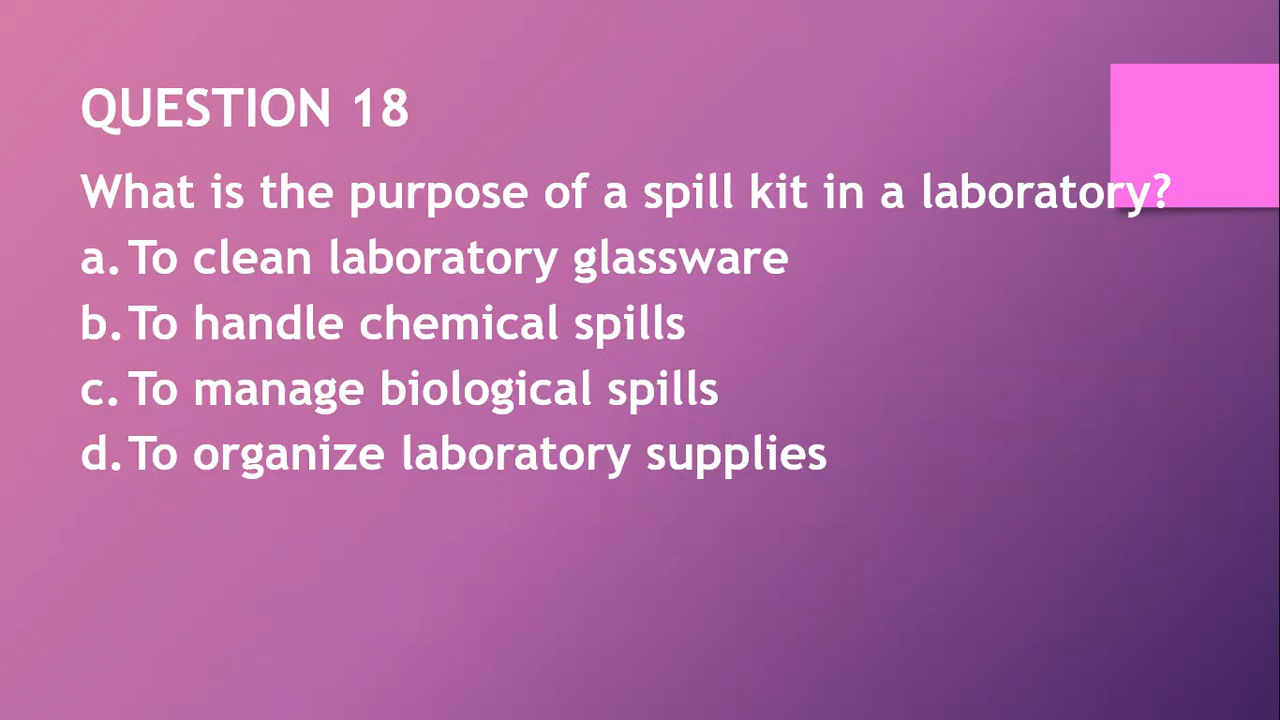 QUESTION 18
What is the purpose of a spill kit in a laboratory?
a. To clean laboratory glassware
b. To handle chemical spills
c. To manage biological spills
d. To organize laboratory supplies